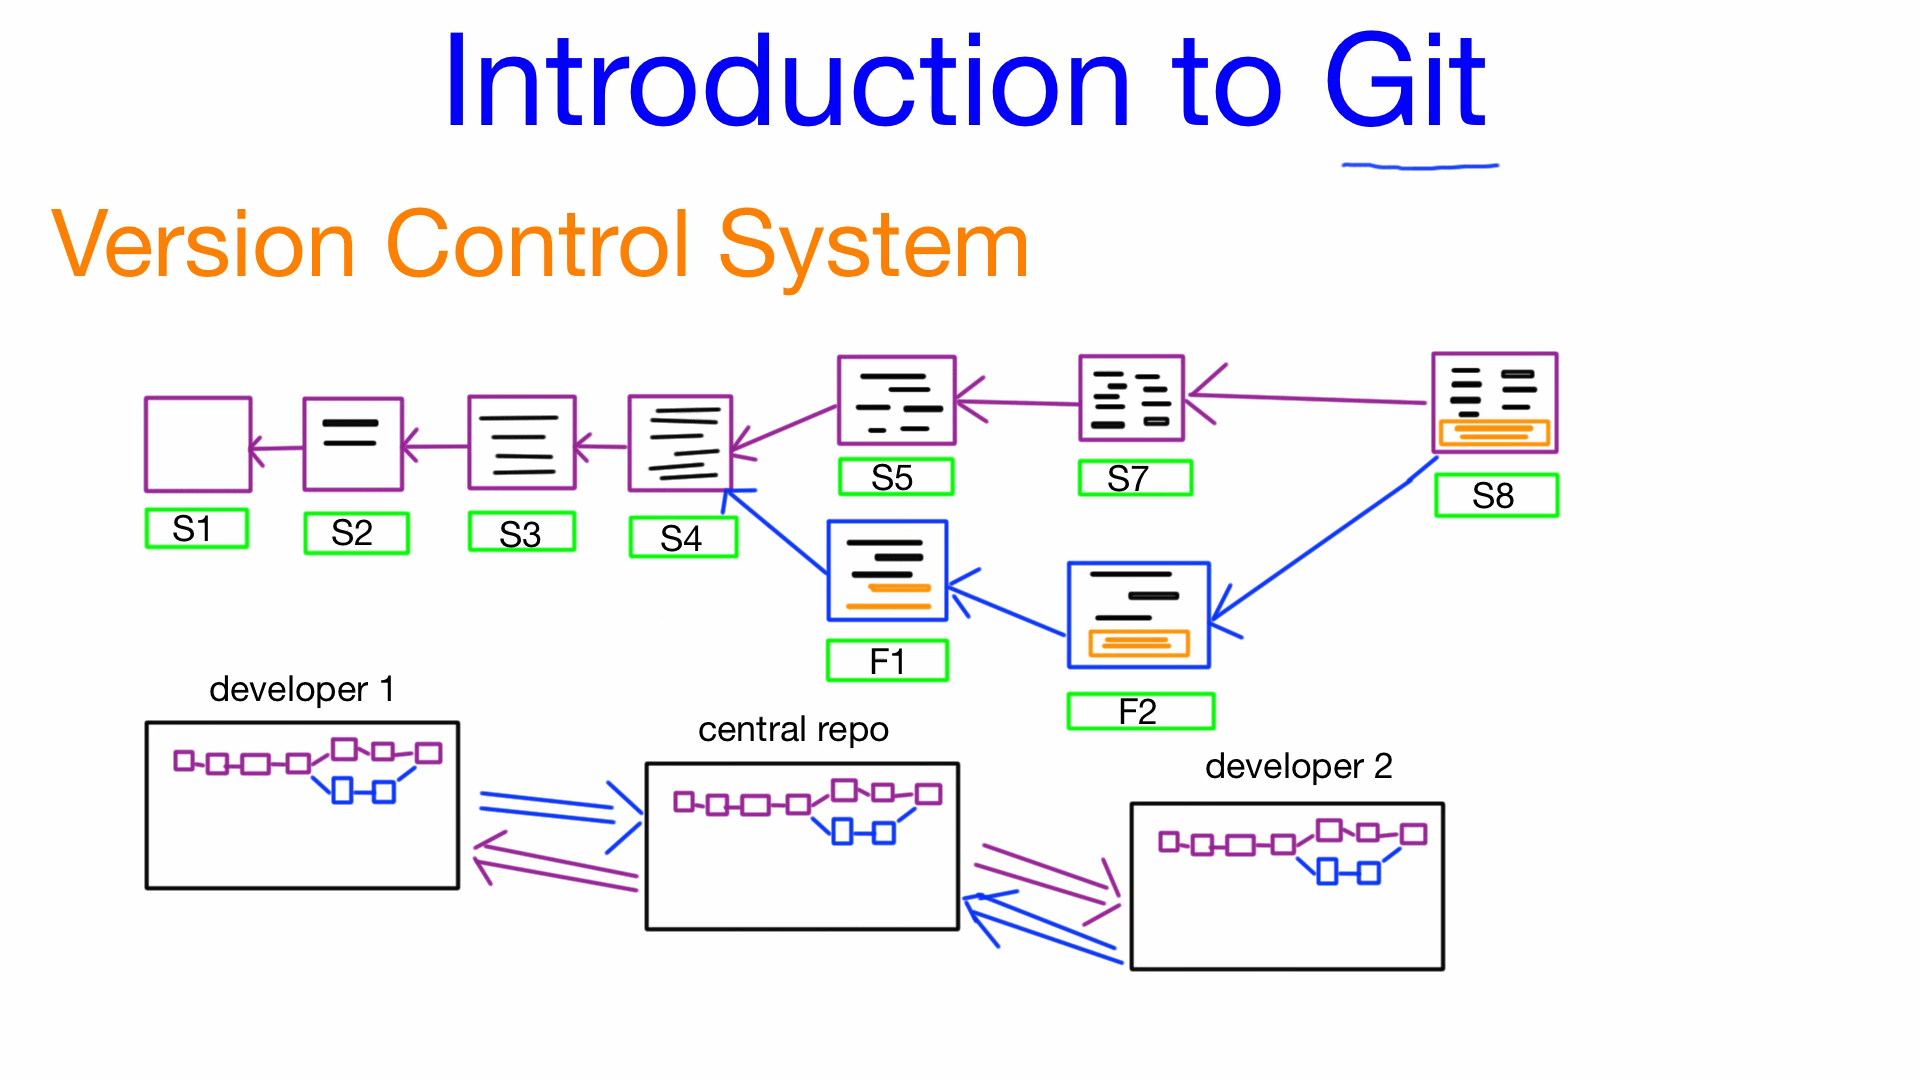 Introduction to Git
Version Control System
S1
S2
S3
S4
S5
S7
S8
F1
F2
developer 1
central repo
developer 2